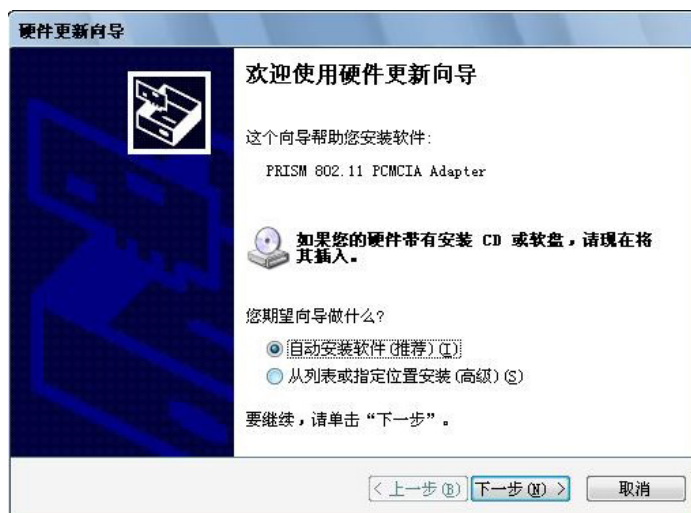 硬件更新向导
欢迎使用硬件更新向导
这个向导帮助您安装软件:
PRISM 802.11 PCMCIA Adapter
如果您的硬件带有安装 CD 或软盘，请现在将
其插入。
您期望向导做什么?
自动安装软件(推荐)(I)
从列表或指定位置安装(高级)(S)
要继续，请单击“下一步”。
< 上一步(B) 下一步(N) > 取消